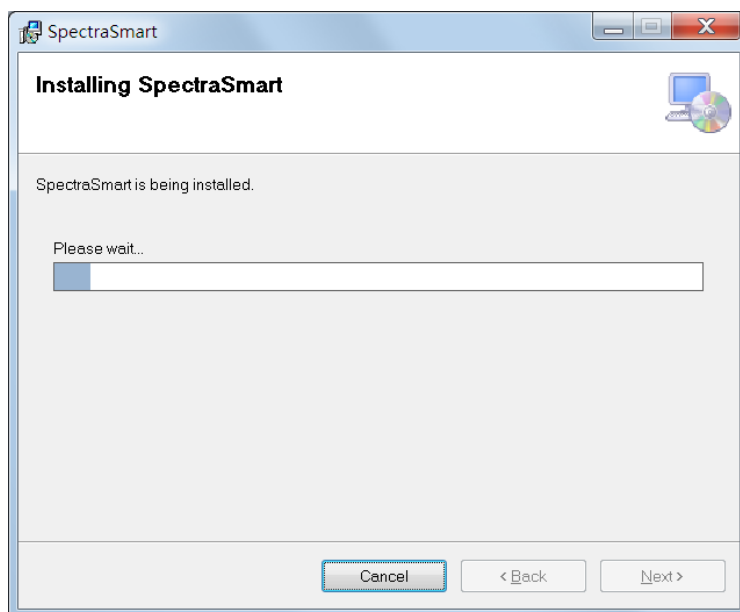 SpectraSmart
Installing SpectraSmart
SpectraSmart is being installed.
Please wait...
Cancel
< Back
Next >